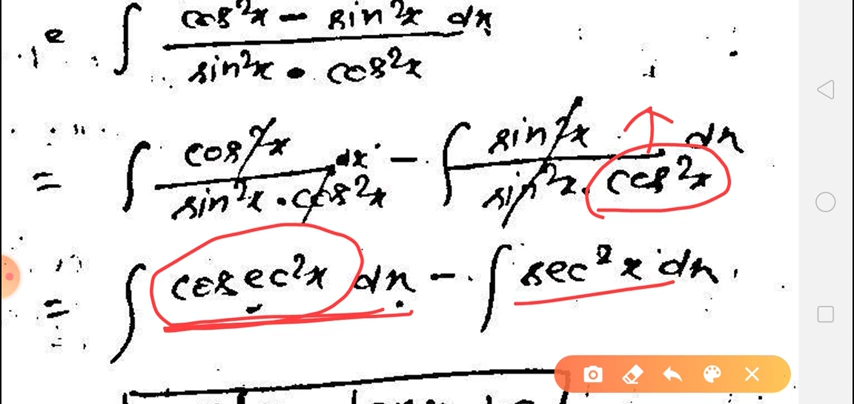 ∫ cos²x – sin²x dx / sin²x • cos²x
= ∫ cos²x / sin²x • cos²x dx – ∫ sin²x / sin²x • cos²x dx
= ∫ cosec²x dx – ∫ sec²x dx.